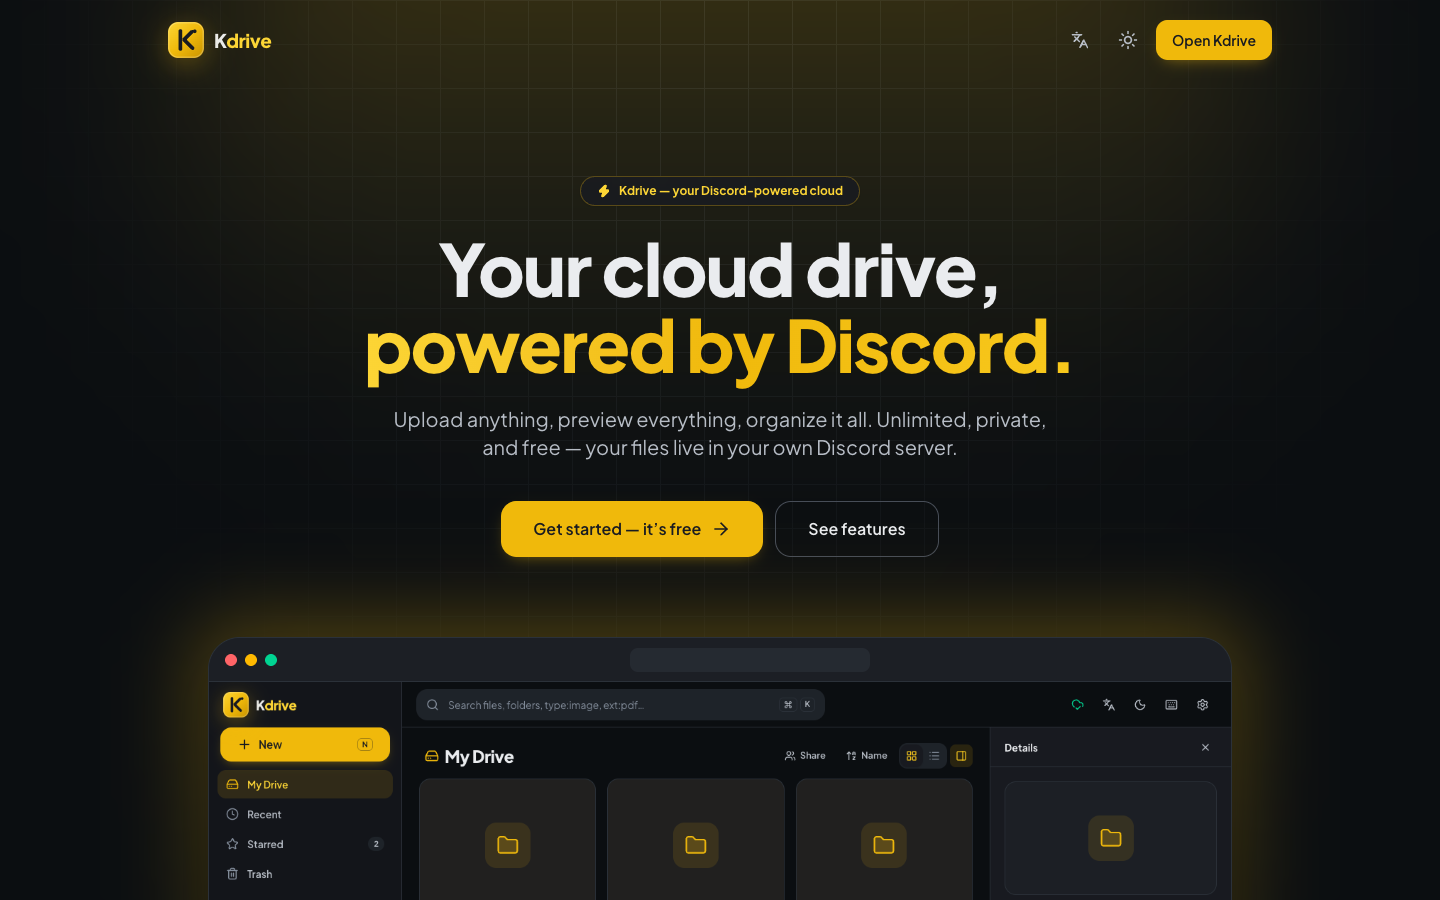 Kdrive
Open Kdrive
Kdrive — your Discord-powered cloud
Your cloud drive,
powered by Discord.
Upload anything, preview everything, organize it all. Unlimited, private,
and free — your files live in your own Discord server.
Get started — it’s free
See features
Kdrive
Search files, folders, type:image, ext:pdf…
⌘ K
New
N
My Drive
Share
Name
Details
My Drive
Recent
Starred
2
Trash